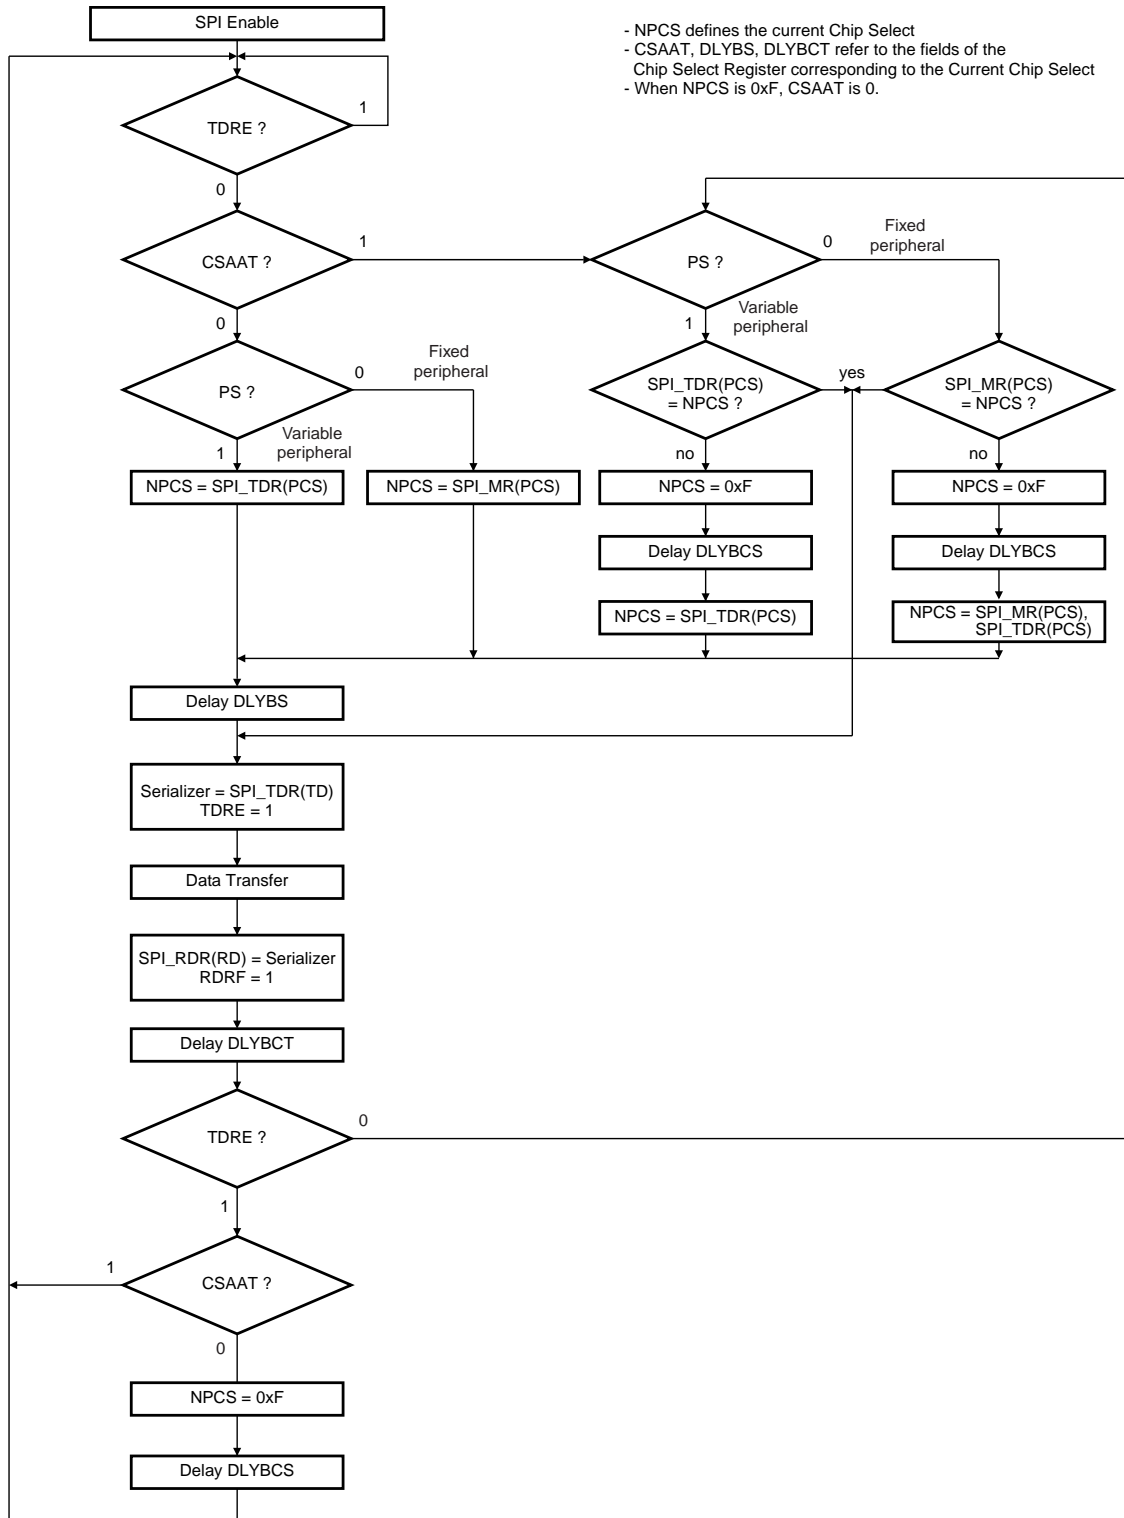 SPI Enable
- NPCS defines the current Chip Select
- CSAAT, DLYBS, DLYBCT refer to the fields of the
Chip Select Register corresponding to the Current Chip Select
- When NPCS is 0xF, CSAAT is 0.
1
TDRE ?
0
CSAAT ?
1
PS ?
0
Fixed
peripheral
0
1
Variable
peripheral
PS ?
0
Fixed
peripheral
SPI_TDR(PCS)
= NPCS ?
yes
SPI_MR(PCS)
= NPCS ?
1
Variable
peripheral
no
no
NPCS = SPI_TDR(PCS)
NPCS = SPI_MR(PCS)
NPCS = 0xF
NPCS = 0xF
Delay DLYBCS
Delay DLYBCS
NPCS = SPI_TDR(PCS)
NPCS = SPI_MR(PCS),
SPI_TDR(PCS)
Delay DLYBS
Serializer = SPI_TDR(TD)
TDRE = 1
Data Transfer
SPI_RDR(RD) = Serializer
RDRF = 1
Delay DLYBCT
TDRE ?
0
1
CSAAT ?
1
0
NPCS = 0xF
Delay DLYBCS